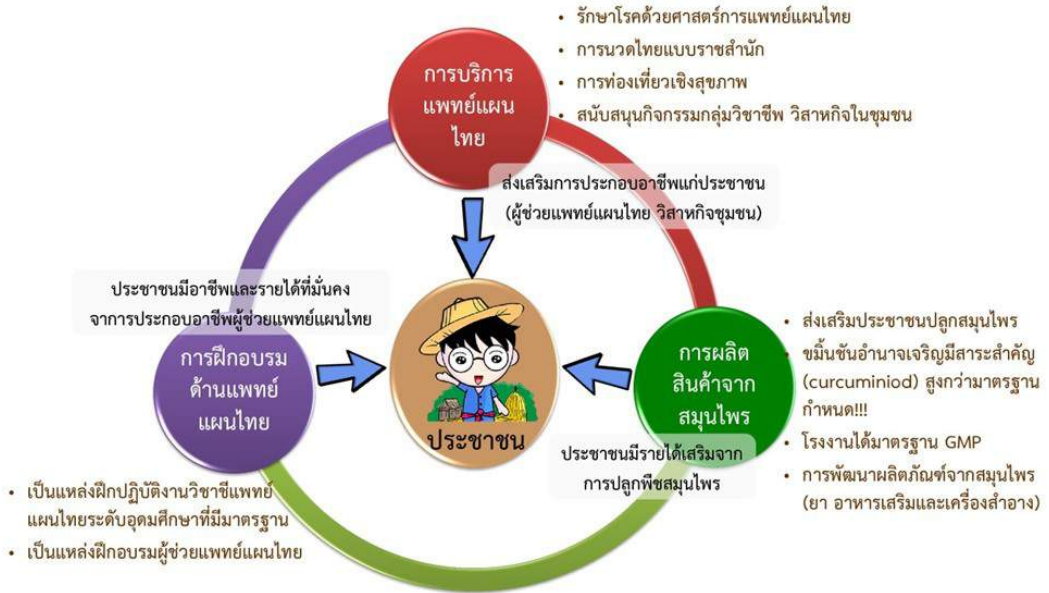 • รักษาโรคด้วยศาสตร์การแพทย์แผนไทย
• การนวดไทยแบบราชสำนัก
• การท่องเที่ยวเชิงสุขภาพ
• สนับสนุนกิจกรรมกลุ่มวิชาชีพ วิสาหกิจในชุมชน
การบริการ
แพทย์แผน
ไทย
ส่งเสริมการประกอบอาชีพแก่ประชาชน
(ผู้ช่วยแพทย์แผนไทย วิสาหกิจชุมชน)
ประชาชนมีอาชีพและรายได้ที่มั่นคง
จาการประกอบอาชีพผู้ช่วยแพทย์แผนไทย
การฝึกอบรม
ด้านแพทย์
แผนไทย
ประชาชน
การผลิต
สินค้าจาก
สมุนไพร
• ส่งเสริมประชาชนปลูกสมุนไพร
• ขมิ้นชันอำนาจเจริญมีสาระสำคัญ
(curcuminiod) สูงกว่ามาตรฐาน
กำหนด!!!
• โรงงานได้มาตรฐาน GMP
• การพัฒนาผลิตภัณฑ์จากสมุนไพร
(ยา อาหารเสริมและเครื่องสำอาง)
ประชาชนมีรายได้เสริมจาก
การปลูกพืชสมุนไพร
• เป็นแหล่งฝึกปฏิบัติงานวิชาชีแพทย์
แผนไทยระดับอุดมศึกษาที่มีมาตรฐาน
• เป็นแหล่งฝึกอบรมผู้ช่วยแพทย์แผนไทย